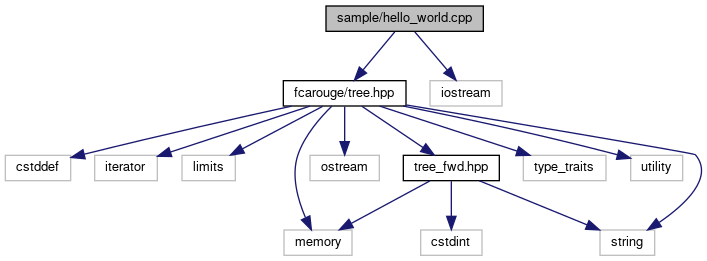 sample/hello_world.cpp
fcarouge/tree.hpp
iostream
cstddef
iterator
limits
ostream
tree_fwd.hpp
type_traits
utility
memory
cstdint
string